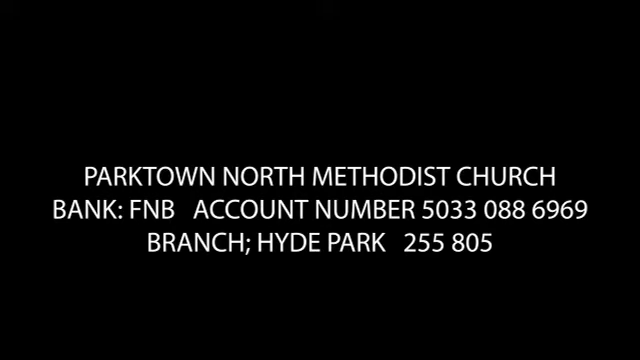 PARKTOWN NORTH METHODIST CHURCH
BANK: FNB   ACCOUNT NUMBER 5033 088 6969
BRANCH; HYDE PARK   255 805